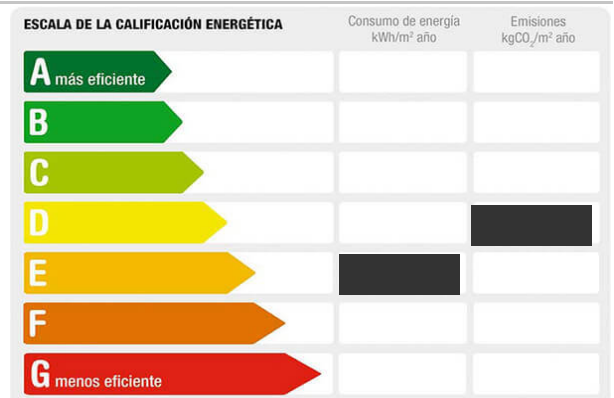 ESCALA DE LA CALIFICACIÓN ENERGÉTICA
Consumo de energía
kWh/m² año
Emisiones
kgCO₂/m² año
A más eficiente
B
C
D
E
F
G menos eficiente